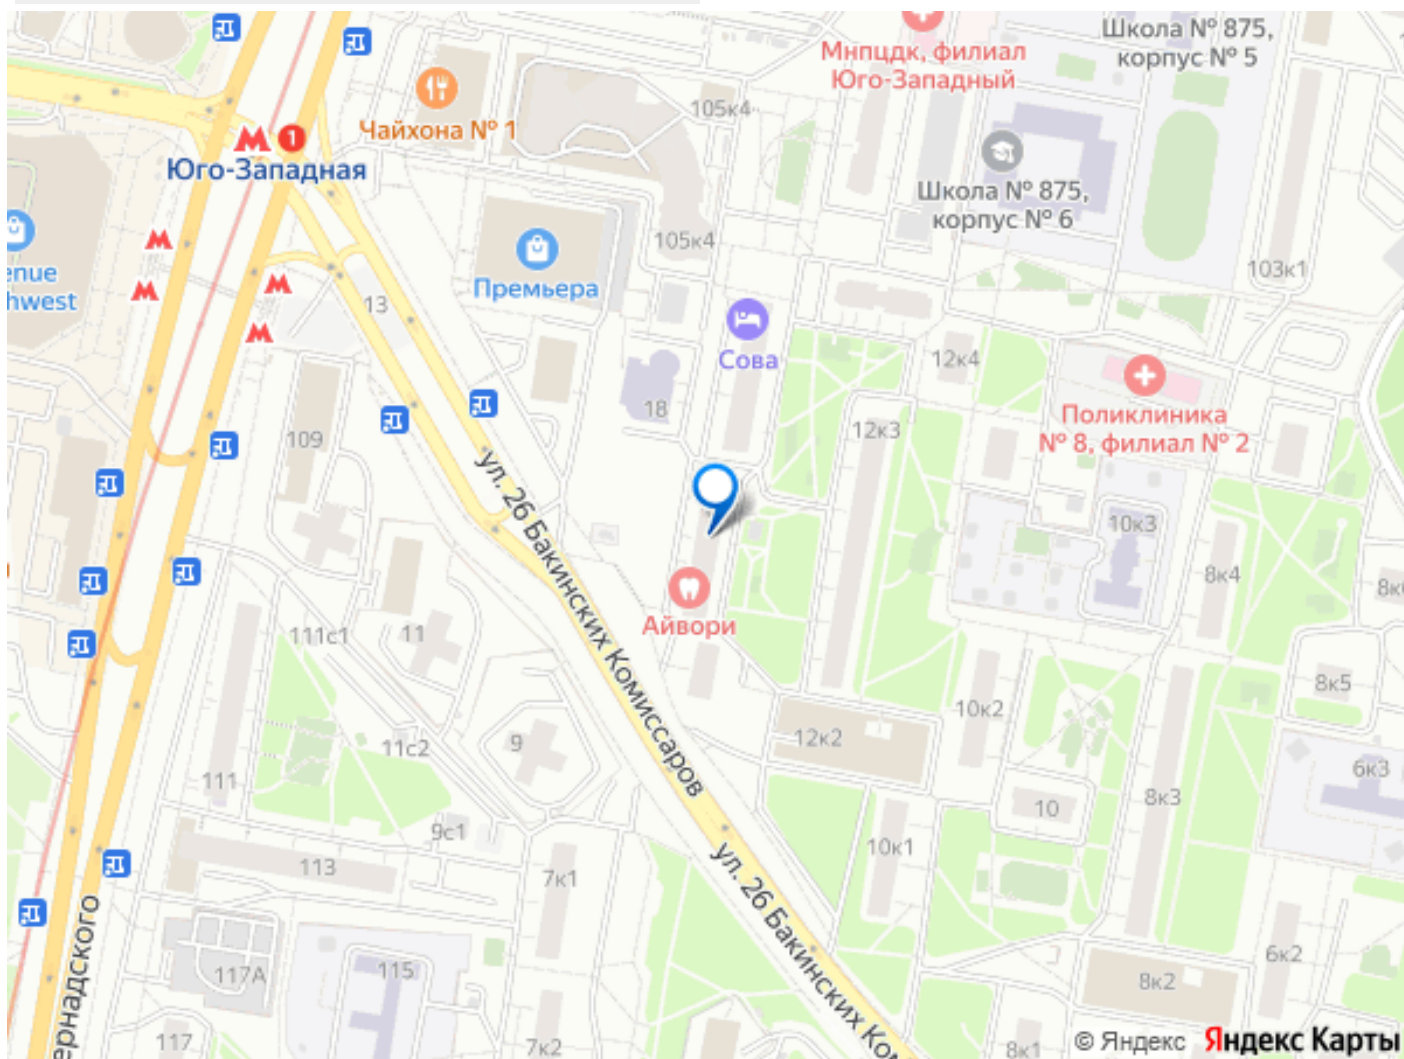 Школа № 875,
корпус № 5
Мнпцдк, филиал
Юго-Западный
Чайхона № 1
105к4
1
Юго-Западная
Школа № 875,
корпус № 6
105к4
103к1
enue
hwest
Премьера
13
Сова
12к4
18
Поликлиника
№ 8, филиал № 2
109
12к3
ул. 26 Бакинских Комиссаров
10к3
8к4
8к6
Айвори
111с1
11
8к5
10к2
11с2
9
12к2
6к3
111
8к3
10
9с1
10к1
113
7к1
ул. 26 Бакинских Ко
ернадского
117А
115
6к2
8к2
117
7к2
8к1
© Яндекс Яндекс Карты